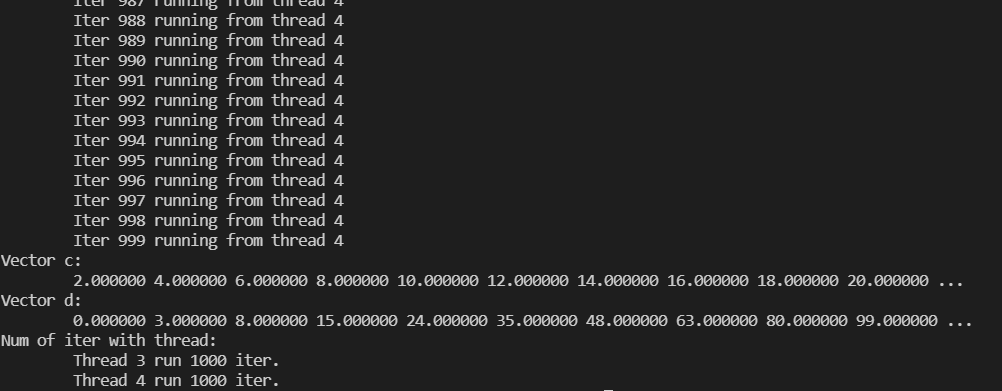 Iter 987 running from thread 4
Iter 988 running from thread 4
Iter 989 running from thread 4
Iter 990 running from thread 4
Iter 991 running from thread 4
Iter 992 running from thread 4
Iter 993 running from thread 4
Iter 994 running from thread 4
Iter 995 running from thread 4
Iter 996 running from thread 4
Iter 997 running from thread 4
Iter 998 running from thread 4
Iter 999 running from thread 4
Vector c:
2.000000 4.000000 6.000000 8.000000 10.000000 12.000000 14.000000 16.000000 18.000000 20.000000 ...
Vector d:
0.000000 3.000000 8.000000 15.000000 24.000000 35.000000 48.000000 63.000000 80.000000 99.000000 ...
Num of iter with thread:
Thread 3 run 1000 iter.
Thread 4 run 1000 iter.